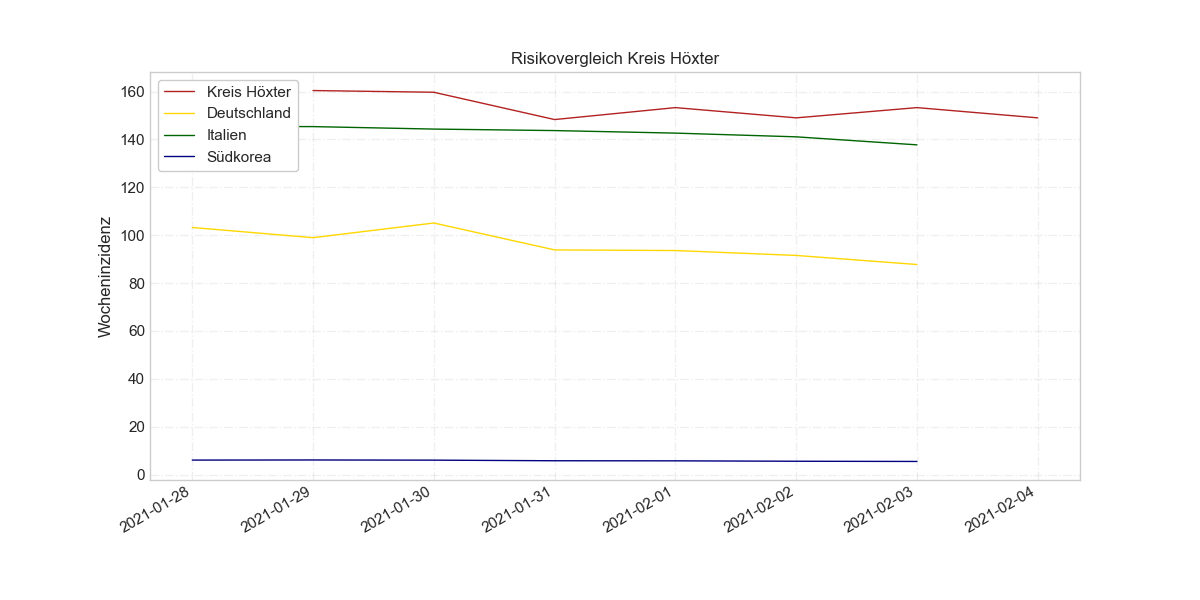 Risikovergleich Kreis Höxter
Kreis Höxter
Deutschland
Italien
Südkorea
Wocheninzidenz
160
140
120
100
80
60
40
20
0
2021-01-28
2021-01-29
2021-01-30
2021-01-31
2021-02-01
2021-02-02
2021-02-03
2021-02-04